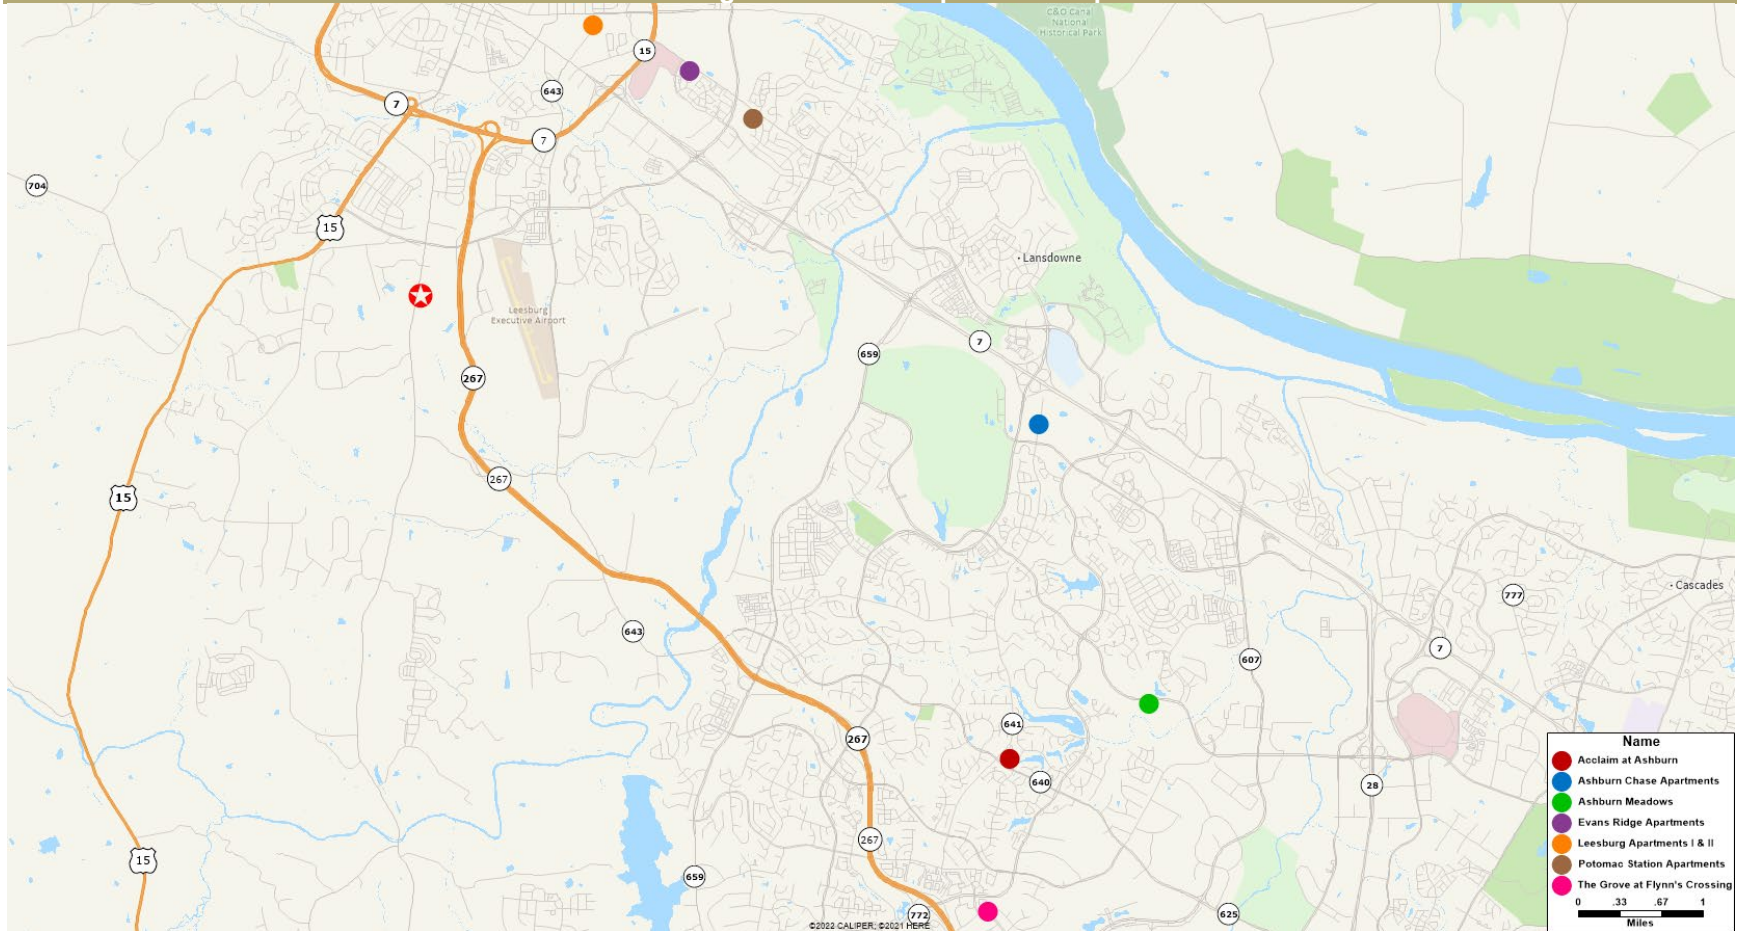 C&O Canal
National
Historical Park
15
643
7
7
704
15
Lansdowne
Leesburg
Executive Airport
7
659
267
267
15
Cascades
777
643
607
7
641
267
640
28
267
15
659
772
625
©2022 CALIPER; ©2021 HERE
Name
Acclaim at Ashburn
Ashburn Chase Apartments
Ashburn Meadows
Evans Ridge Apartments
Leesburg Apartments I & II
Potomac Station Apartments
The Grove at Flynn's Crossing
0 .33 .67 1
Miles